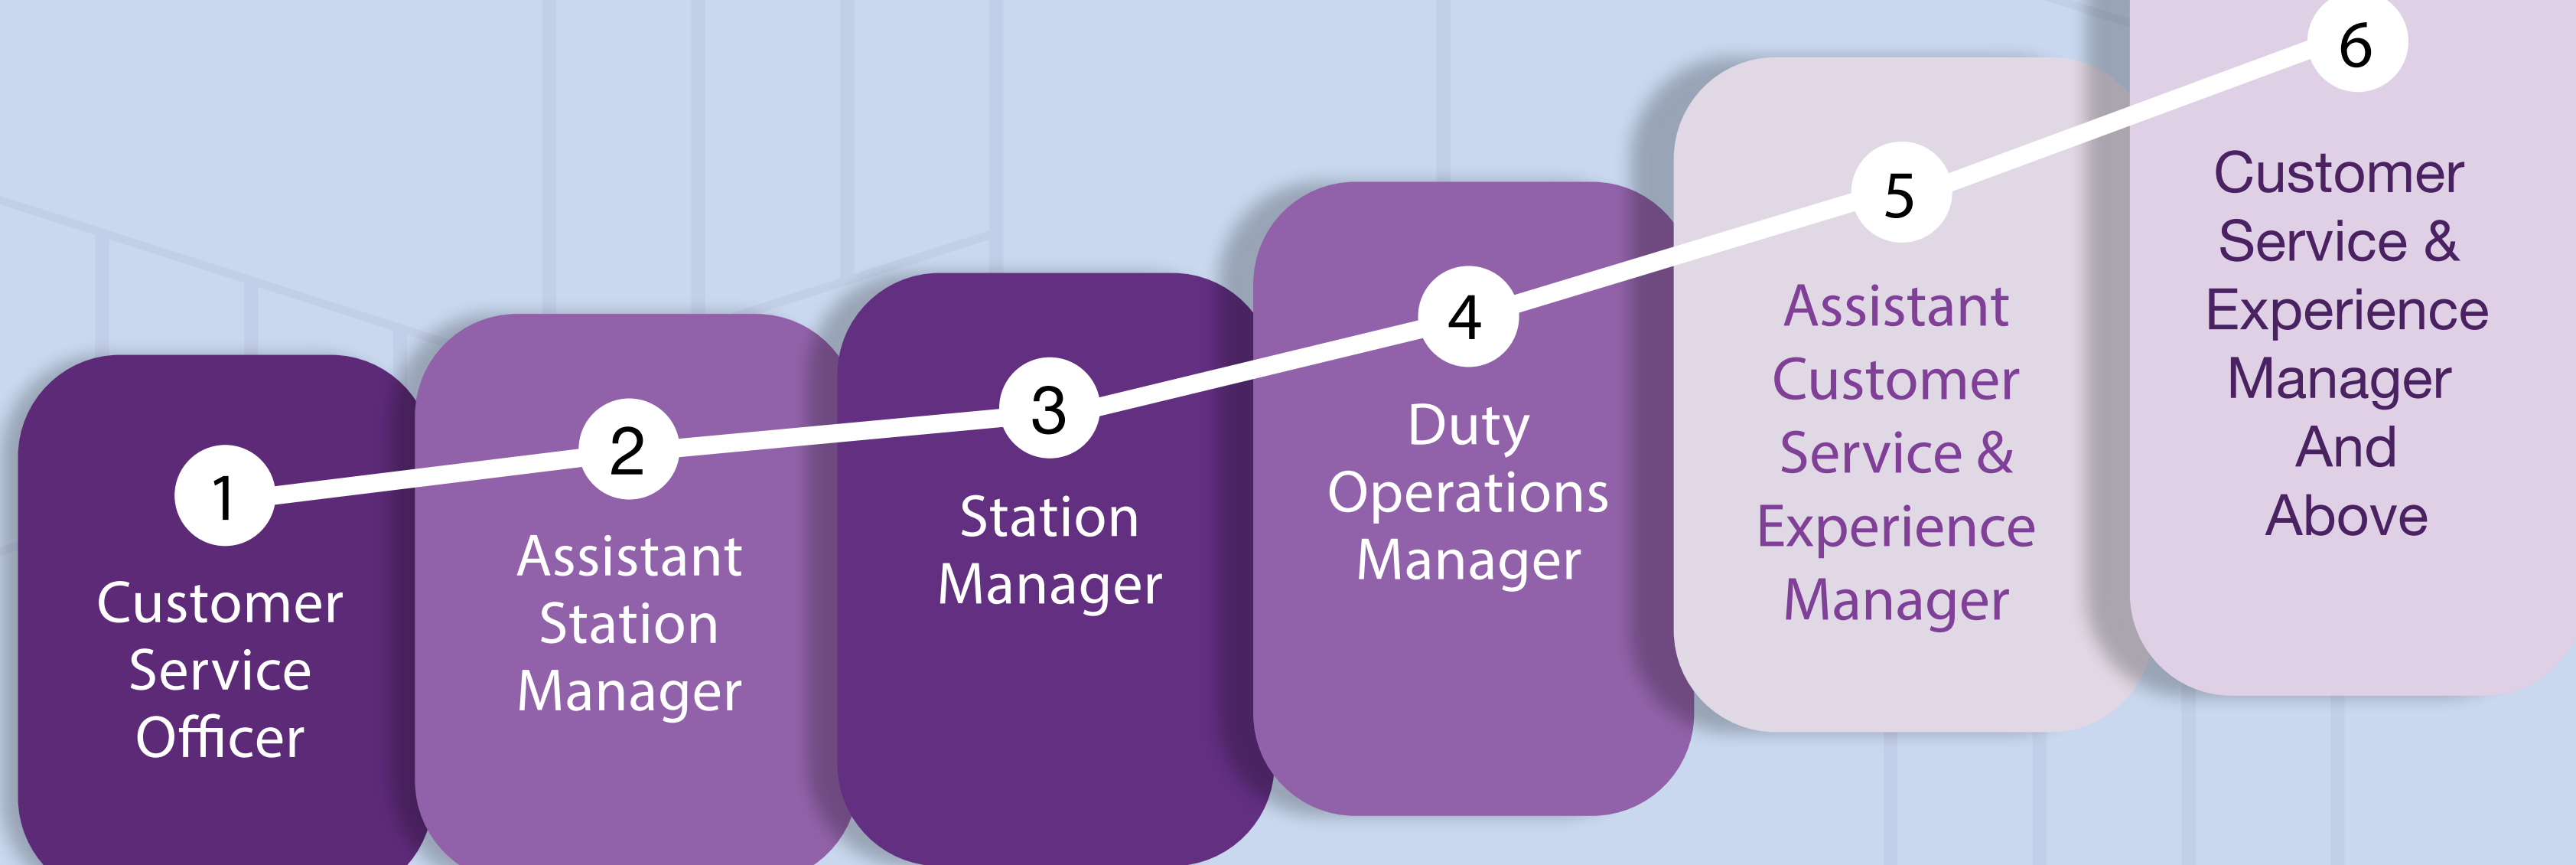 1
Customer
Service
Officer
2
Assistant
Station
Manager
3
Station
Manager
4
Duty
Operations
Manager
5
Assistant
Customer
Service &
Experience
Manager
6
Customer
Service &
Experience
Manager
And
Above